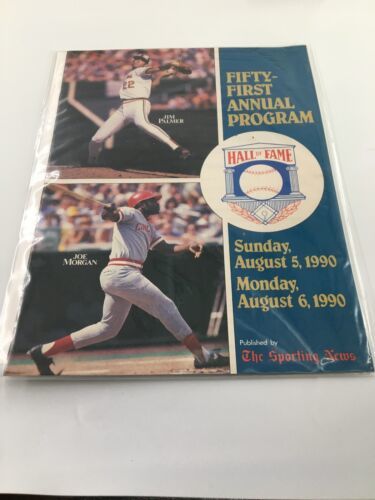 22
JIM
PALMER
JOE
MORGAN
FIFTY-
FIRST
ANNUAL
PROGRAM
HALL OF FAME
Sunday,
August 5, 1990
Monday,
August 6, 1990
Published by
The Sporting News